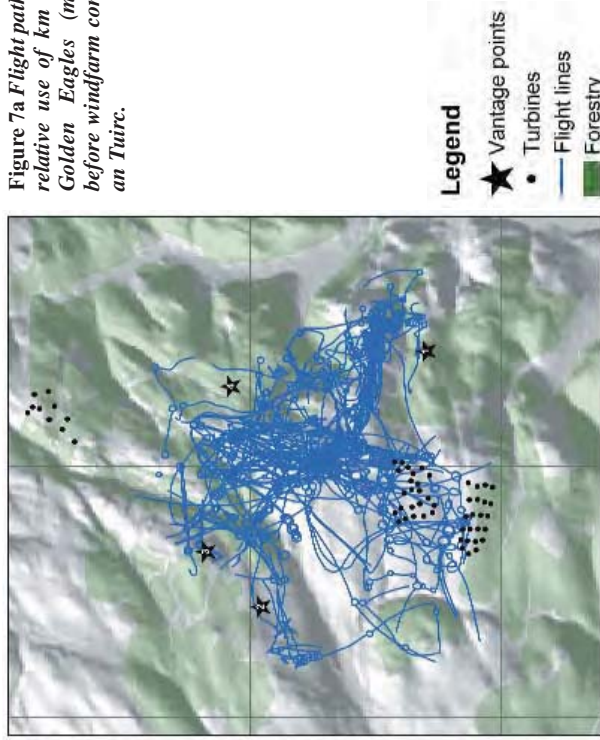 Figure 7a Flight path
relative use of km
Golden Eagles (m
before windfarm con
an Tuirc.
Legend
Vantage points
Turbines
Flight lines
Forestry